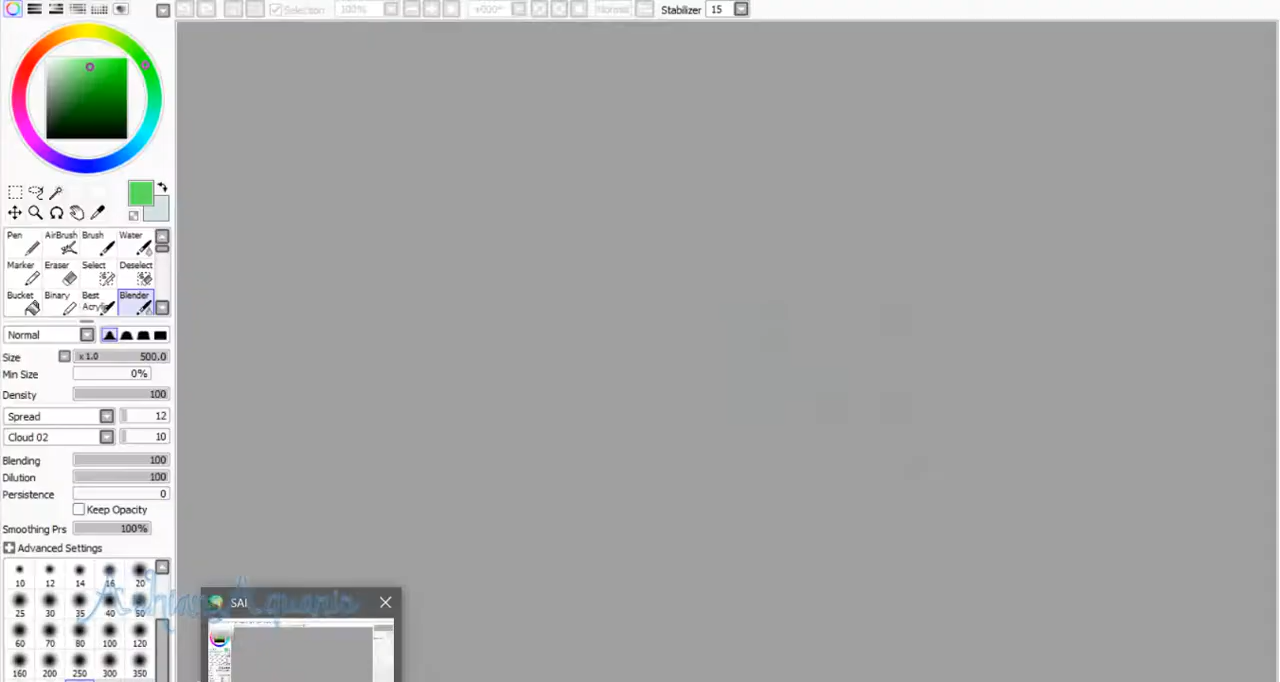 Selection 100% +000° Normal Stabilizer 15
Pen AirBrush Brush Water
Marker Eraser Select Deselect
Bucket Binary Best Acrylic Blender
Normal
Size x 1.0 500.0
Min Size 0%
Density 100
Spread 12
Cloud 02 10
Blending 100
Dilution 100
Persistence 0
Keep Opacity
Smoothing Prs 100%
Advanced Settings
10 12 14 16 20
25 30 35 40 50
SAI
60 70 80 100 120
160 200 250 300 350